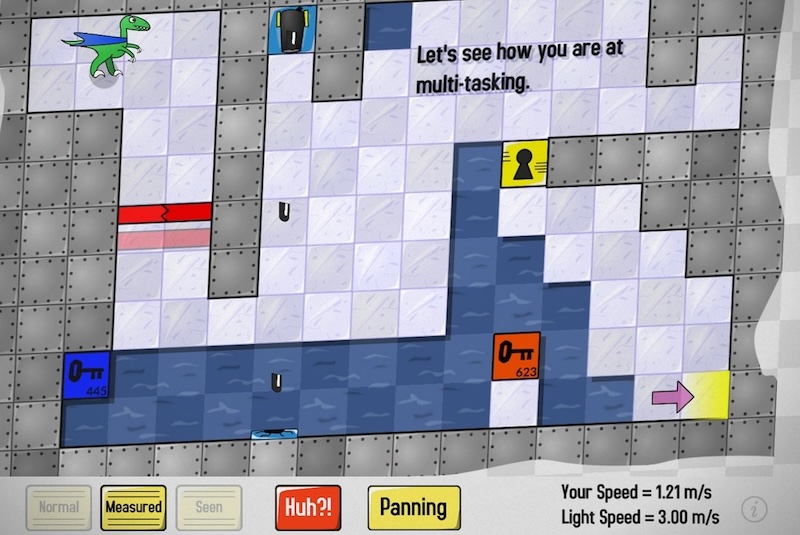 Let's see how you are at
multi-tasking.
445
623
Normal
Measured
Seen
Huh?!
Panning
Your Speed = 1.21 m/s
Light Speed = 3.00 m/s
i